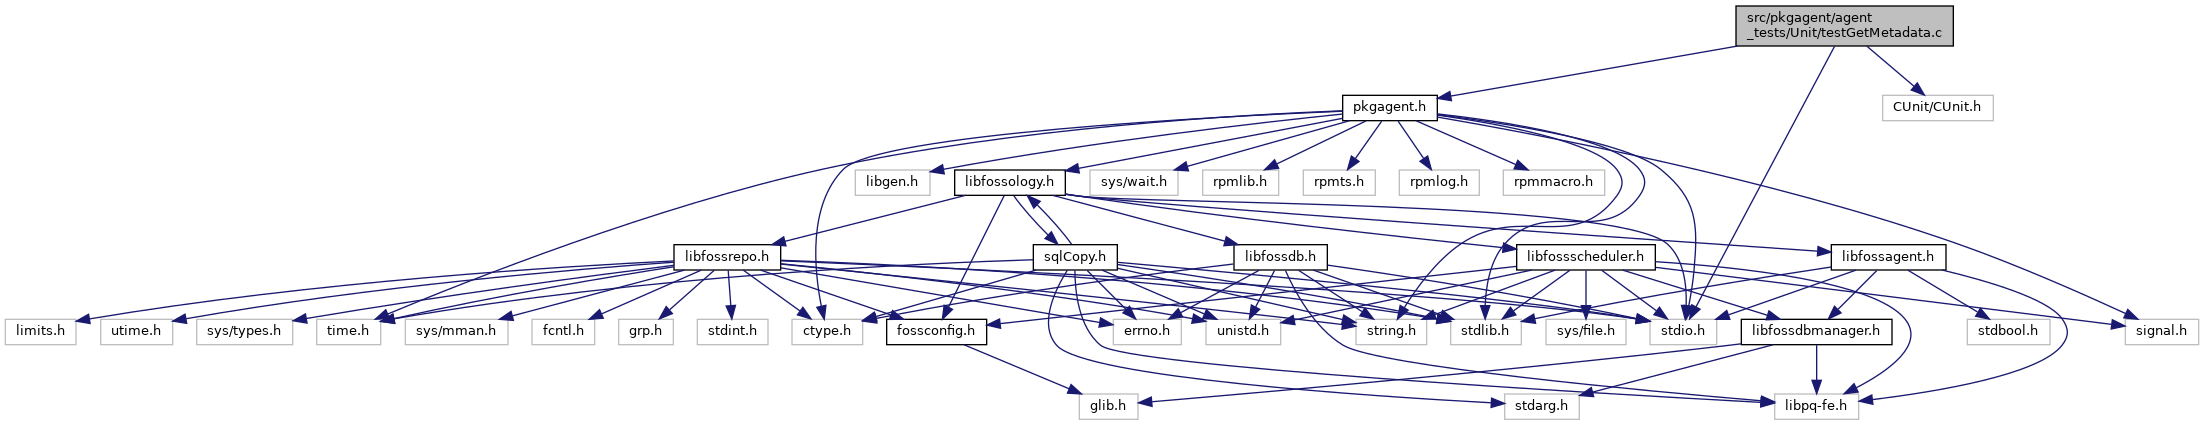 src/pkgagent/agent
_tests/Unit/testGetMetadata.c
pkgagent.h
CUnit/CUnit.h
libgen.h
libfossology.h
sys/wait.h
rpmlib.h
rpmts.h
rpmlog.h
rpmmacro.h
libfossrepo.h
sqlCopy.h
libfossdb.h
libfossscheduler.h
libfossagent.h
limits.h
utime.h
sys/types.h
time.h
sys/mman.h
fcntl.h
grp.h
stdint.h
ctype.h
fossconfig.h
errno.h
unistd.h
string.h
stdlib.h
sys/file.h
stdio.h
libfossdbmanager.h
stdbool.h
signal.h
glib.h
stdarg.h
libpq-fe.h